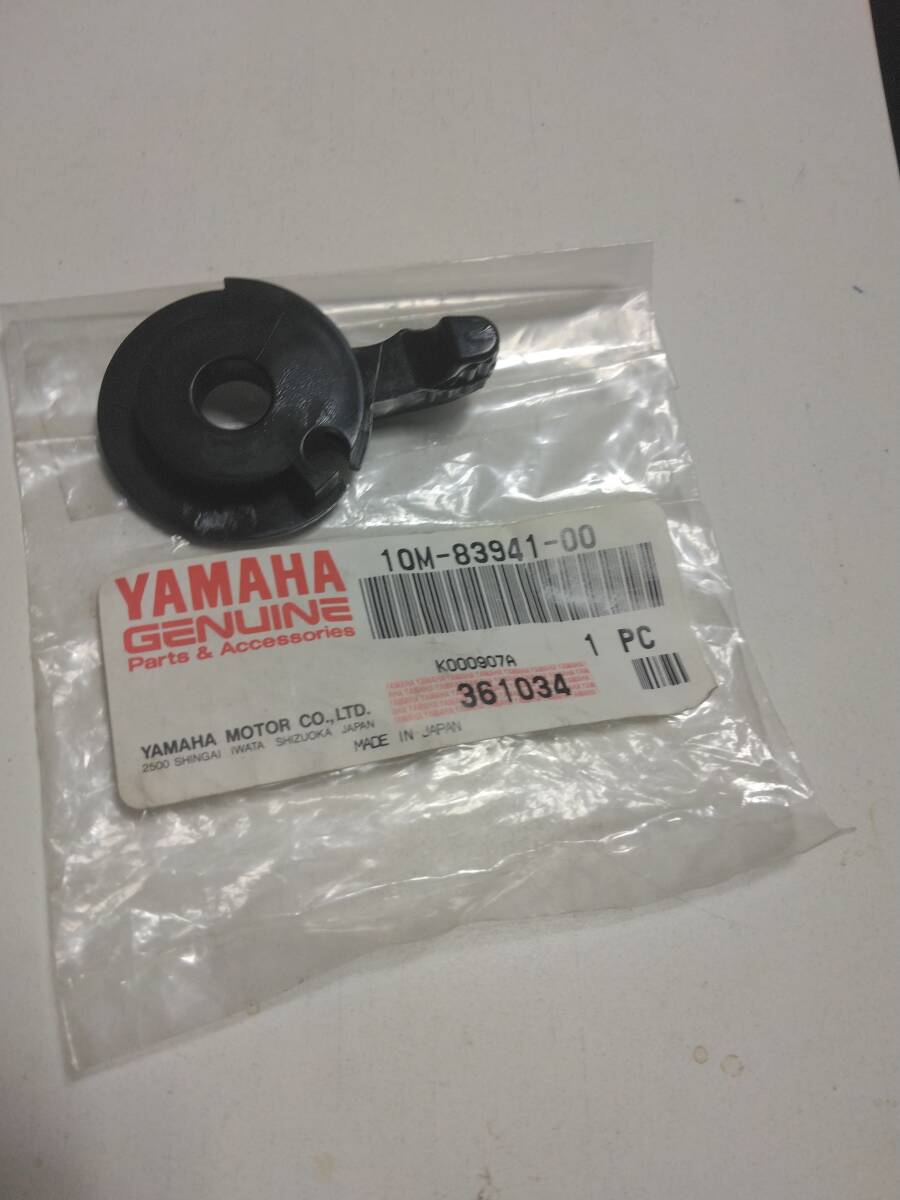 10M-83941-00
YAMAHA
GENUINE
Parts & Accessories
1 PC
K000907A
361034
YAMAHA MOTOR CO.,LTD.
2500 SHINGAI IWATA SHIZUOKA JAPAN
MADE IN JAPAN